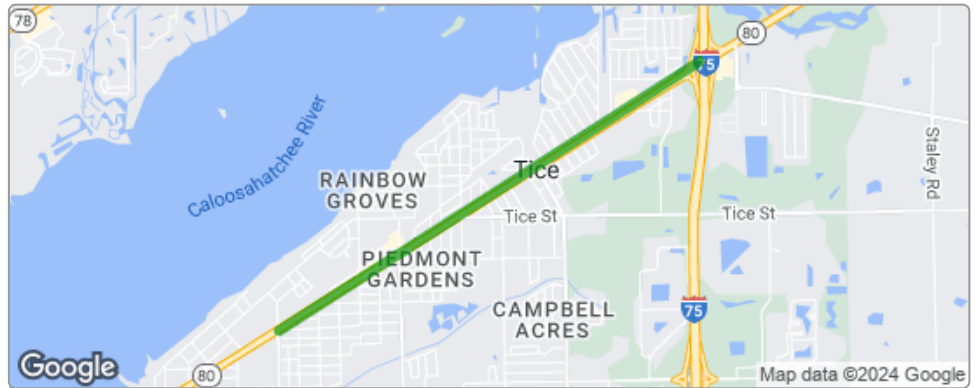 78
80
75
Caloosahatchee River
Staley Rd
Tice
RAINBOW
GROVES
Tice St
Tice St
PIEDMONT
GARDENS
CAMPBELL
ACRES
75
80
Google
Map data ©2024 Google